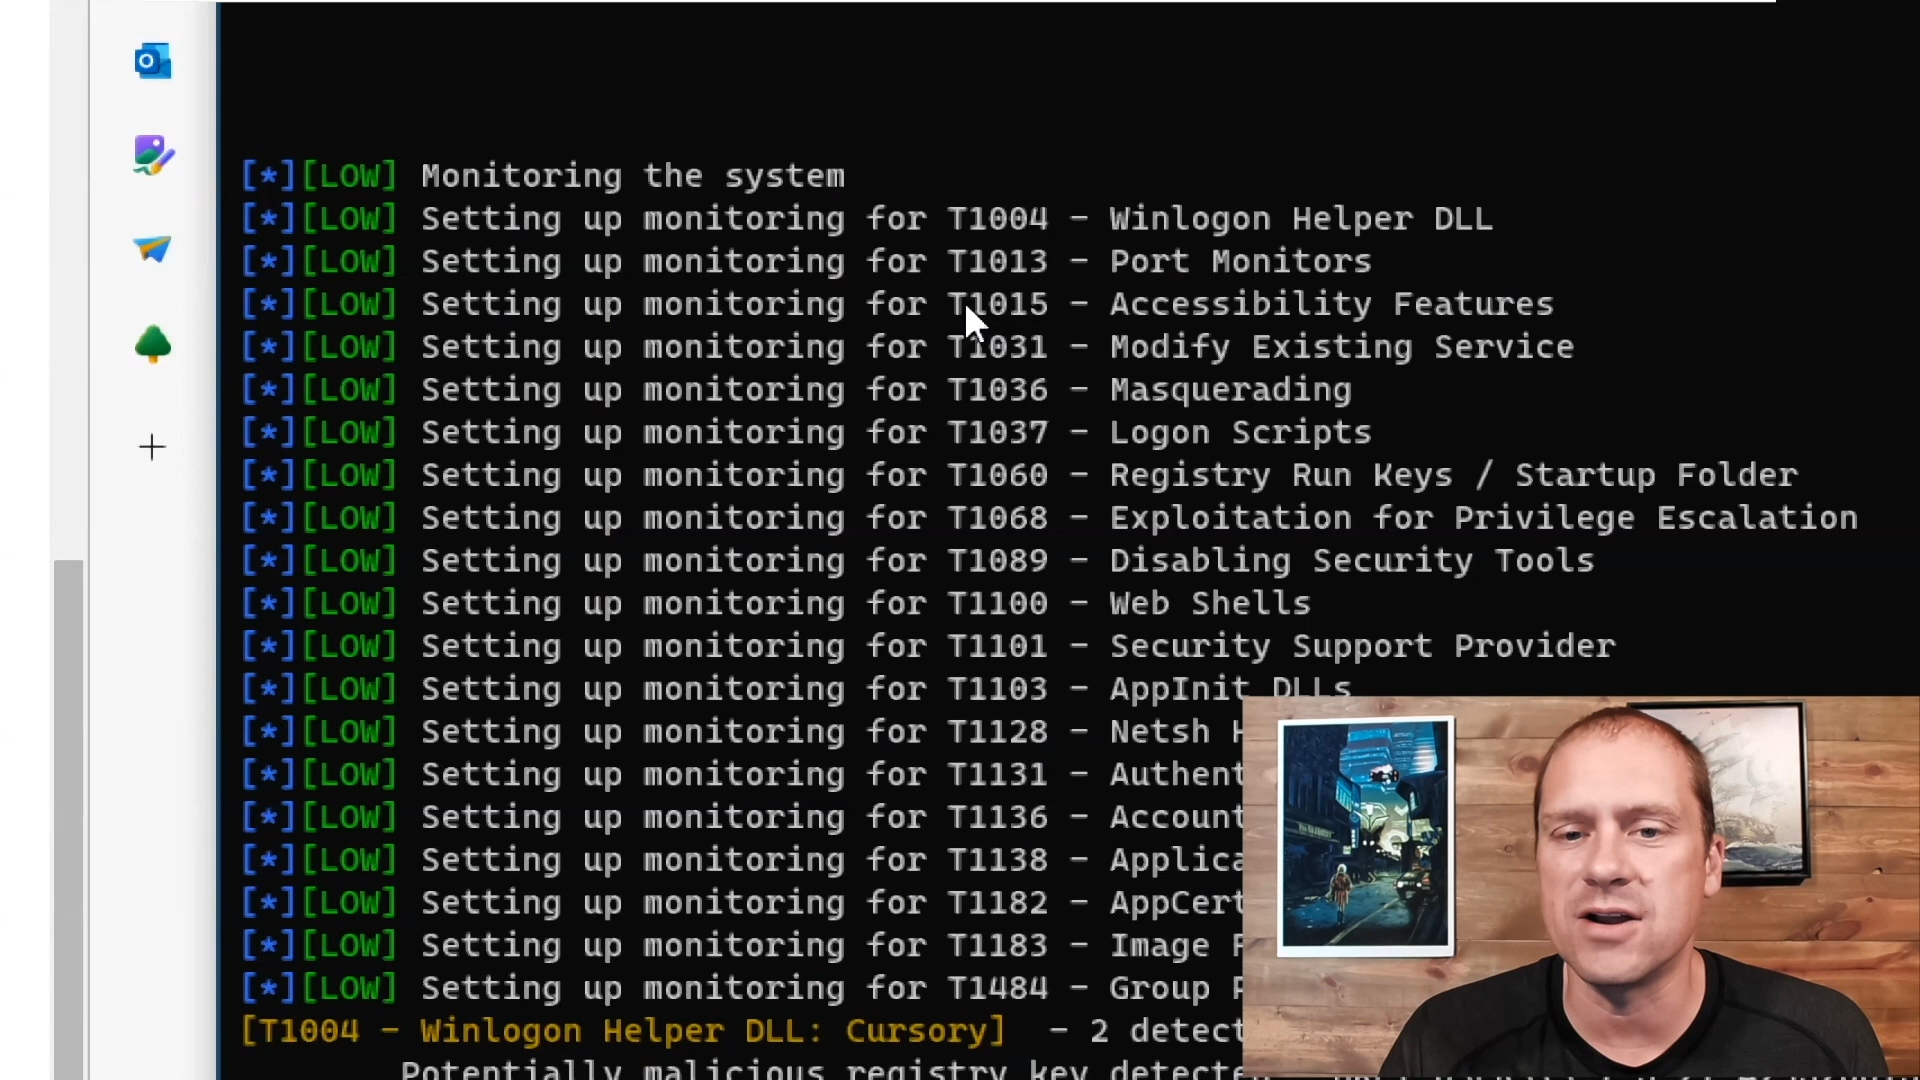 [*][LOW] Monitoring the system
[*][LOW] Setting up monitoring for T1004 - Winlogon Helper DLL
[*][LOW] Setting up monitoring for T1013 - Port Monitors
[*][LOW] Setting up monitoring for T1015 - Accessibility Features
[*][LOW] Setting up monitoring for T1031 - Modify Existing Service
[*][LOW] Setting up monitoring for T1036 - Masquerading
[*][LOW] Setting up monitoring for T1037 - Logon Scripts
[*][LOW] Setting up monitoring for T1060 - Registry Run Keys / Startup Folder
[*][LOW] Setting up monitoring for T1068 - Exploitation for Privilege Escalation
[*][LOW] Setting up monitoring for T1089 - Disabling Security Tools
[*][LOW] Setting up monitoring for T1100 - Web Shells
[*][LOW] Setting up monitoring for T1101 - Security Support Provider
[*][LOW] Setting up monitoring for T1103 - AppInit DLLs
[*][LOW] Setting up monitoring for T1128 - Netsh
[*][LOW] Setting up monitoring for T1131 - Authent
[*][LOW] Setting up monitoring for T1136 - Account
[*][LOW] Setting up monitoring for T1138 - Applica
[*][LOW] Setting up monitoring for T1182 - AppCert
[*][LOW] Setting up monitoring for T1183 - Image
[*][LOW] Setting up monitoring for T1484 - Group
[T1004 - Winlogon Helper DLL: Cursory] - 2 detect
Potentially malicious registry key detecte